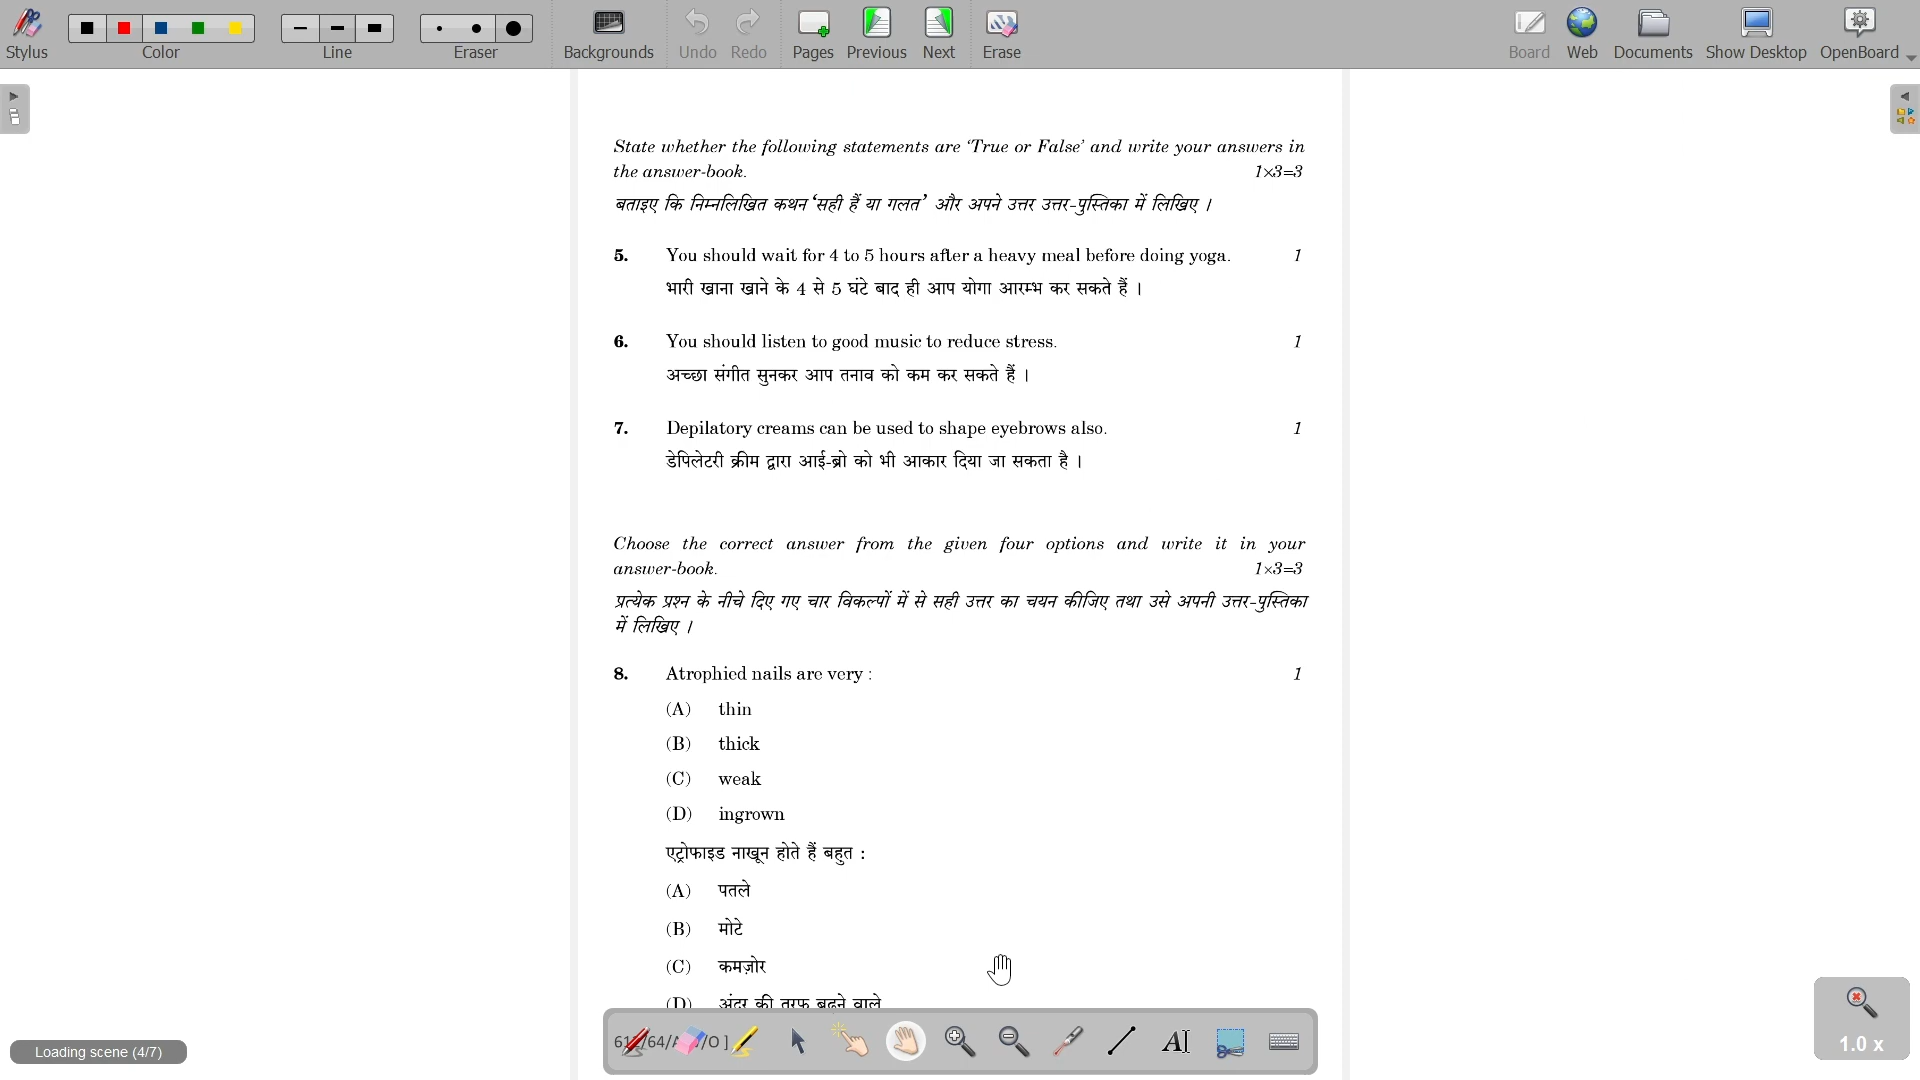 Stylus
Color
Line
Eraser
Backgrounds
Undo
Redo
Pages
Previous
Next
Erase
Board
Web
Documents
Show Desktop
OpenBoard
State whether the following statements are ‘True or False’ and write your answers in
the answer-book. 1×3=3
बताइए कि निम्नलिखित कथन ‘सही हैं या गलत’ और अपने उत्तर उत्तर-पुस्तिका में लिखिए ।
5. You should wait for 4 to 5 hours after a heavy meal before doing yoga. 1
भारी खाना खाने के 4 से 5 घंटे बाद ही आप योगा आरम्भ कर सकते हैं ।
6. You should listen to good music to reduce stress. 1
अच्छा संगीत सुनकर आप तनाव को कम कर सकते हैं ।
7. Depilatory creams can be used to shape eyebrows also. 1
डेपिलेटरी क्रीम द्वारा आई-ब्रो को भी आकार दिया जा सकता है ।
Choose the correct answer from the given four options and write it in your
answer-book. 1×3=3
प्रत्येक प्रश्न के नीचे दिए गए चार विकल्पों में से सही उत्तर का चयन कीजिए तथा उसे अपनी उत्तर-पुस्तिका
में लिखिए ।
8. Atrophied nails are very : 1
(A) thin
(B) thick
(C) weak
(D) ingrown
एट्रोफाइड नाखून होते हैं बहुत :
(A) पतले
(B) मोटे
(C) कमज़ोर
(D) अंदर की तरफ बढ़ने वाले
Loading scene (4/7)
1.0 x